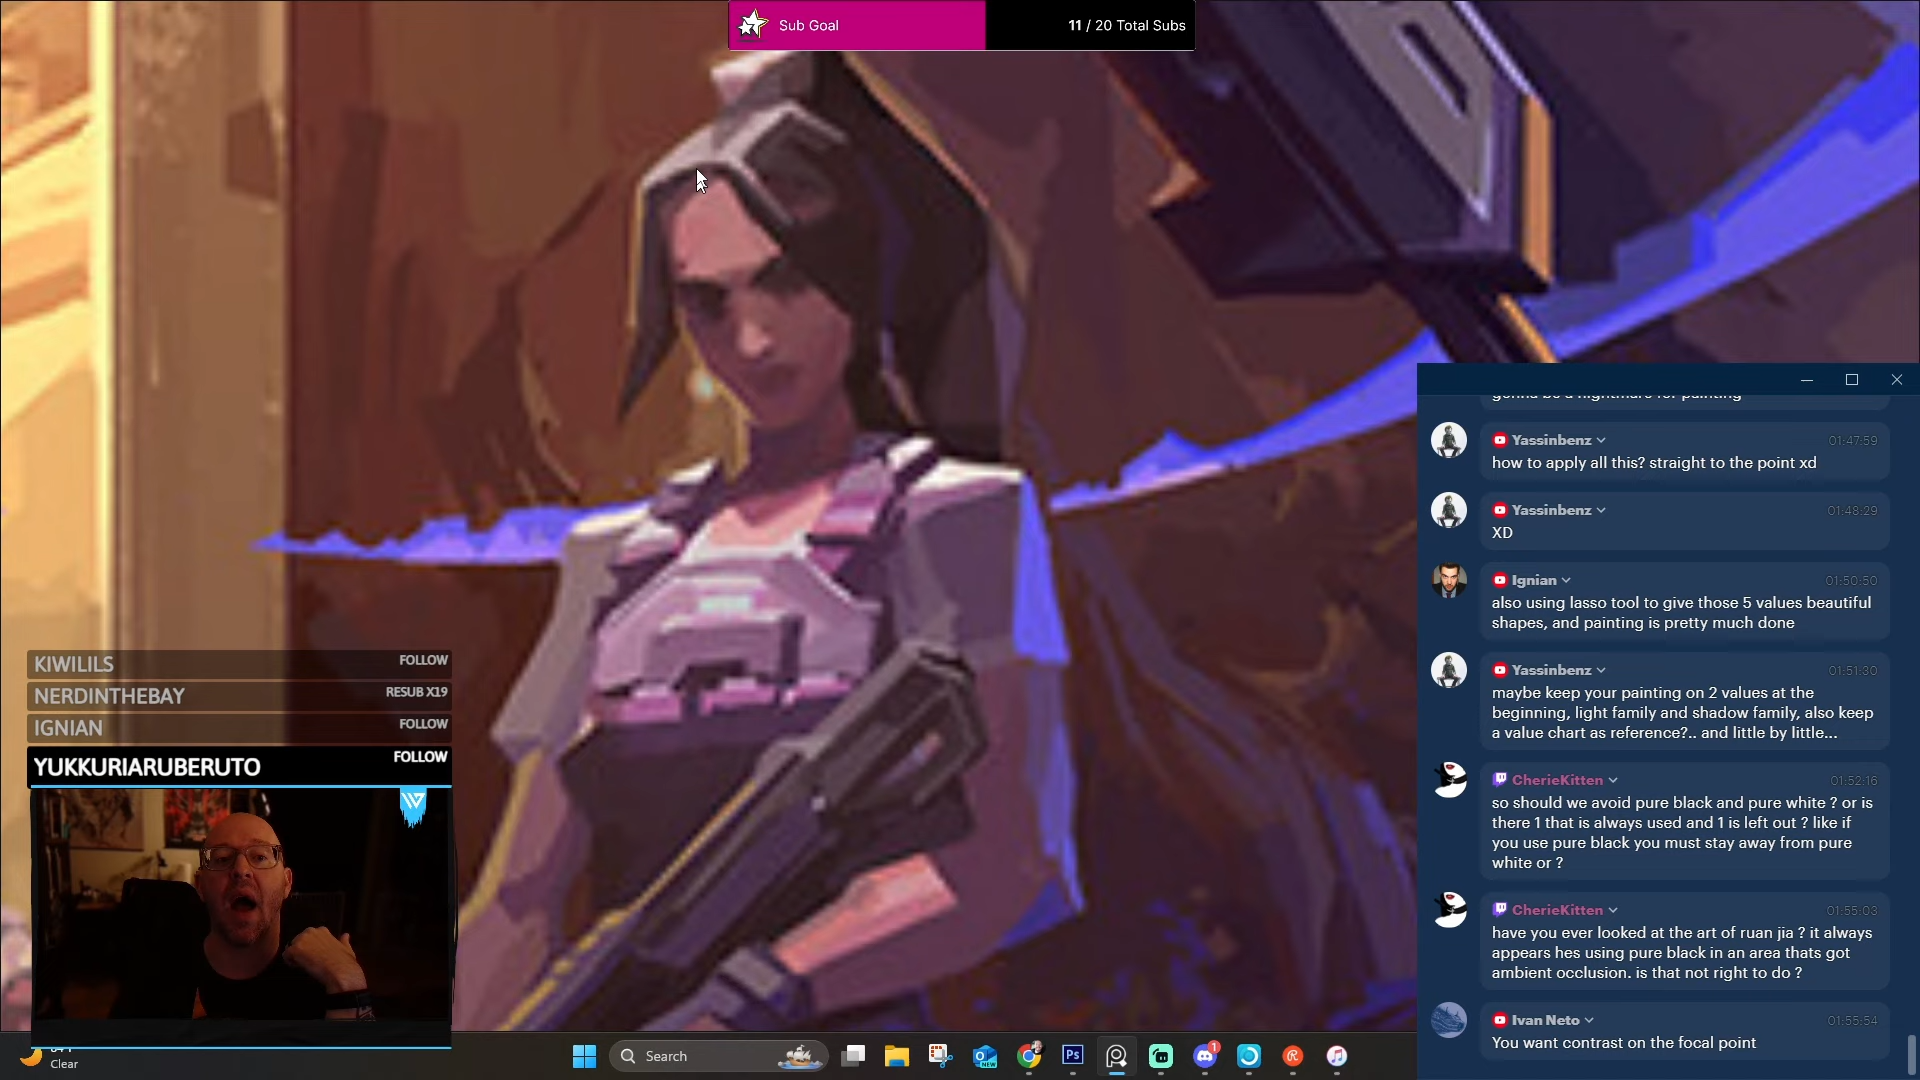 Sub Goal
11 / 20 Total Subs
Yassinbenz
01:47:59
how to apply all this? straight to the point xd
Yassinbenz
01:48:29
XD
Ignian
01:50:50
also using lasso tool to give those 5 values beautiful
shapes, and painting is pretty much done
Yassinbenz
01:51:30
maybe keep your painting on 2 values at the
beginning, light family and shadow family, also keep
a value chart as reference?.. and little by little...
CherieKitten
01:52:16
so should we avoid pure black and pure white ? or is
there 1 that is always used and 1 is left out ? like if
you use pure black you must stay away from pure
white or ?
CherieKitten
01:55:03
have you ever looked at the art of ruan jia ? it always
appears hes using pure black in an area thats got
ambient occlusion. is that not right to do ?
Ivan Neto
01:55:54
You want contrast on the focal point
KIWILILS FOLLOW
NERDINTHEBAY RESUB X19
IGNIAN FOLLOW
YUKKURIARUBERUTO FOLLOW
Clear
Search
NEW
Ps
1